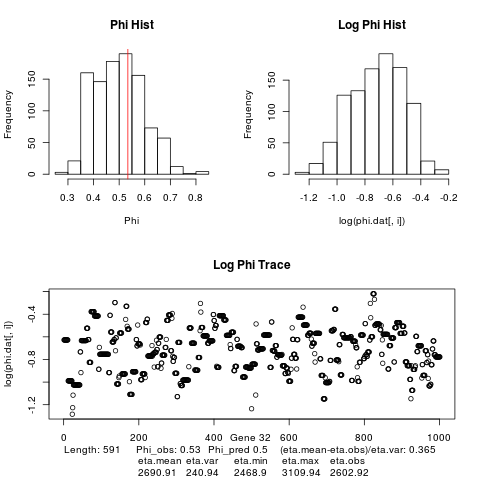 Phi Hist
Log Phi Hist
Frequency
0 50 100 150
0.3 0.4 0.5 0.6 0.7 0.8
Phi
Frequency
0 50 100 150
-1.2 -1.0 -0.8 -0.6 -0.4 -0.2
log(phi.dat[, i])
Log Phi Trace
log(phi.dat[, i])
-1.2 -0.8 -0.4
0 200 400 600 800 1000
Gene 32
Length: 591 Phi_obs: 0.53 Phi_pred 0.5 (eta.mean-eta.obs)/eta.var: 0.365
eta.mean eta.var eta.min eta.max eta.obs
2690.91 240.94 2468.9 3109.94 2602.92